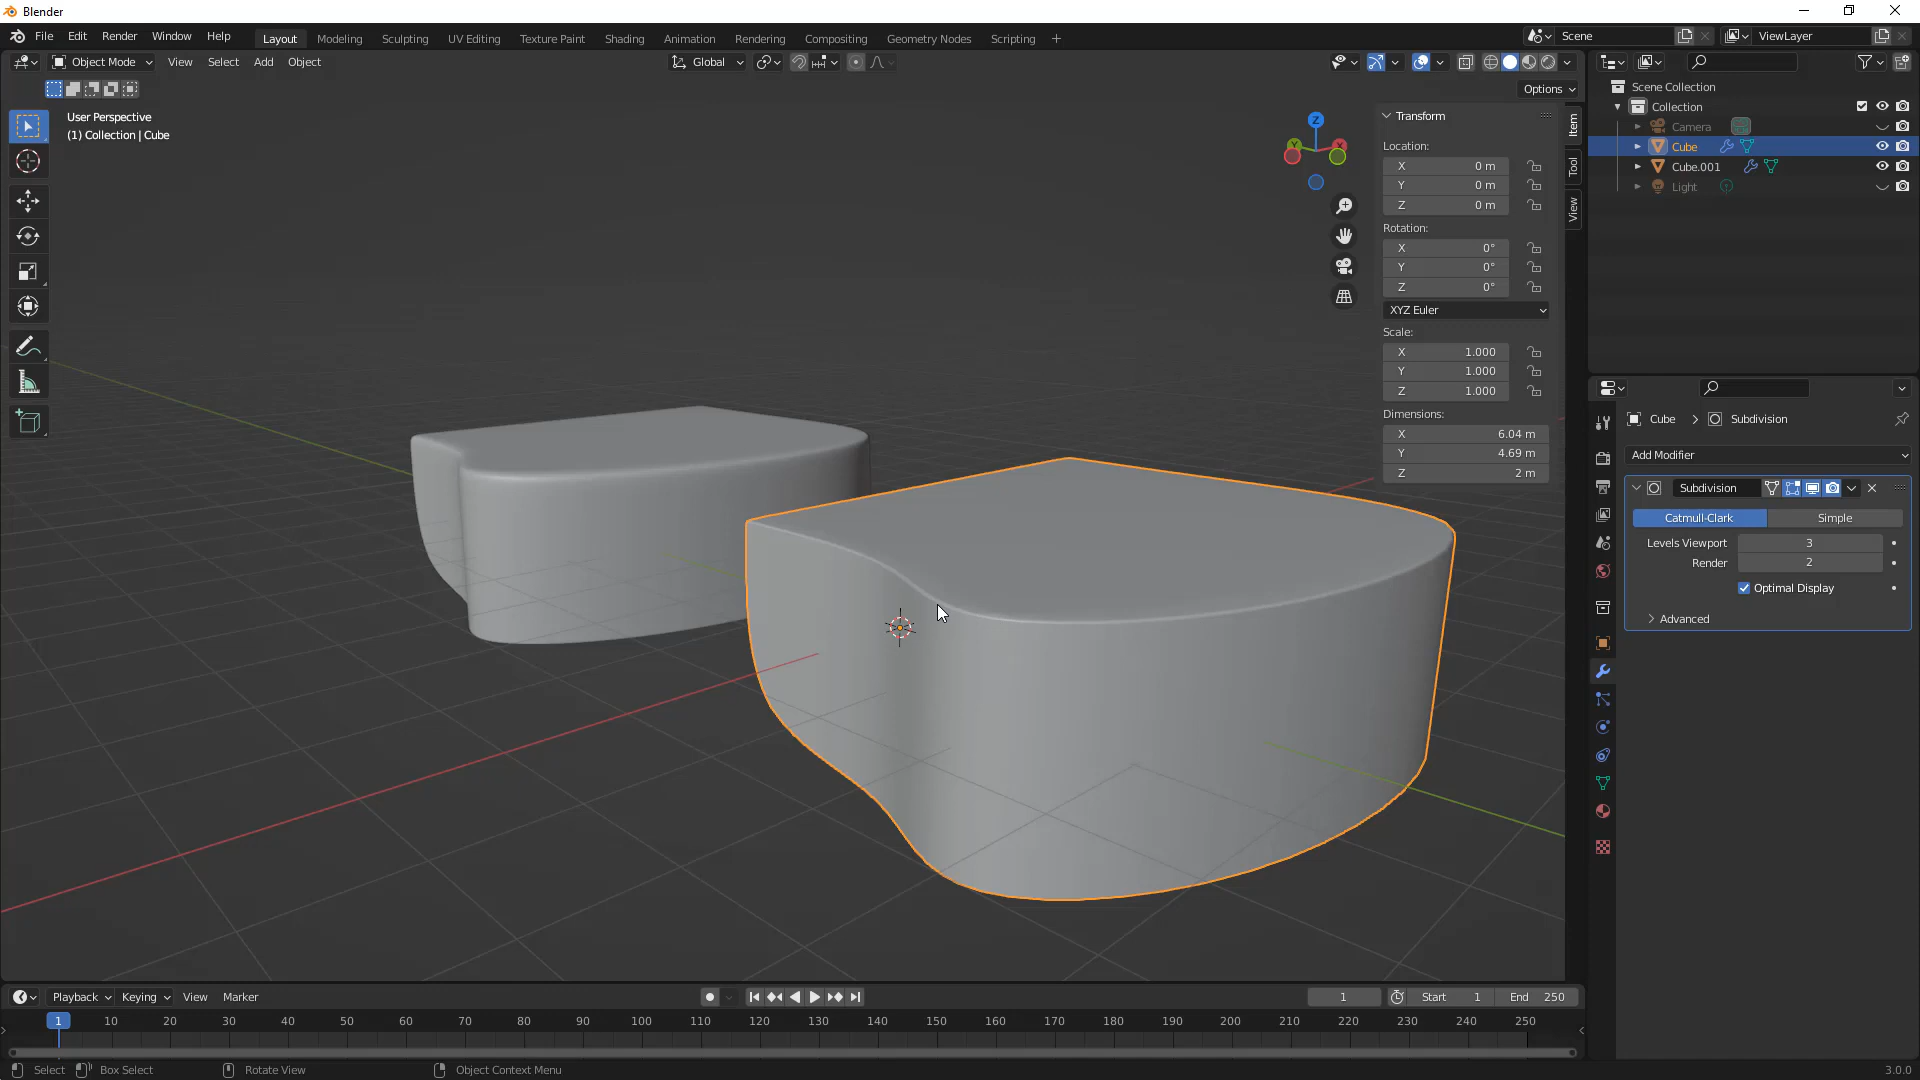 Blender
File Edit Render Window Help
Layout Modeling Sculpting UV Editing Texture Paint Shading Animation Rendering Compositing Geometry Nodes Scripting +
Scene
ViewLayer
Object Mode View Select Add Object
Global
Options
User Perspective
(1) Collection | Cube
Z
Y
X
Transform
Location:
X 0 m
Y 0 m
Z 0 m
Rotation:
X 0°
Y 0°
Z 0°
XYZ Euler
Scale:
X 1.000
Y 1.000
Z 1.000
Dimensions:
X 6.04 m
Y 4.69 m
Z 2 m
Item
Tool
View
Scene Collection
Collection
Camera
Cube
Cube.001
Light
Cube > Subdivision
Add Modifier
Subdivision
Catmull-Clark Simple
Levels Viewport 3
Render 2
Optimal Display
Advanced
Playback Keying View Marker
1 Start 1 End 250
1 10 20 30 40 50 60 70 80 90 100 110 120 130 140 150 160 170 180 190 200 210 220 230 240 250
Select Box Select Rotate View Object Context Menu 3.0.0